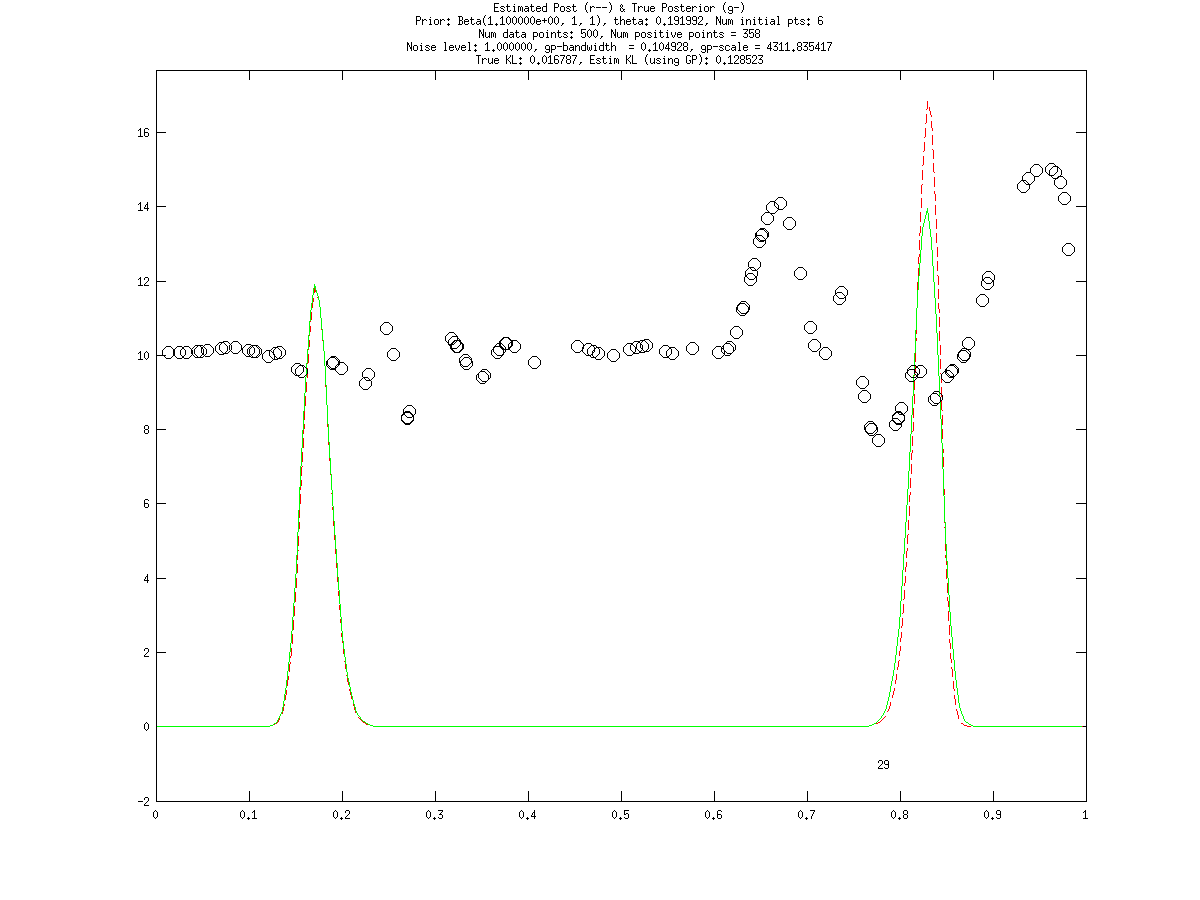 Estimated Post (r--) & True Posterior (g-)
Prior: Beta(1.100000e+00, 1, 1), theta: 0.191992, Num initial pts: 6
Num data points: 500, Num positive points = 358
Noise level: 1.000000, gp-bandwidth  = 0.104928, gp-scale = 4311.835417
True KL: 0.016787, Estim KL (using GP): 0.128523
16
14
12
10
8
6
4
2
0
29
-2
0 0.1 0.2 0.3 0.4 0.5 0.6 0.7 0.8 0.9 1